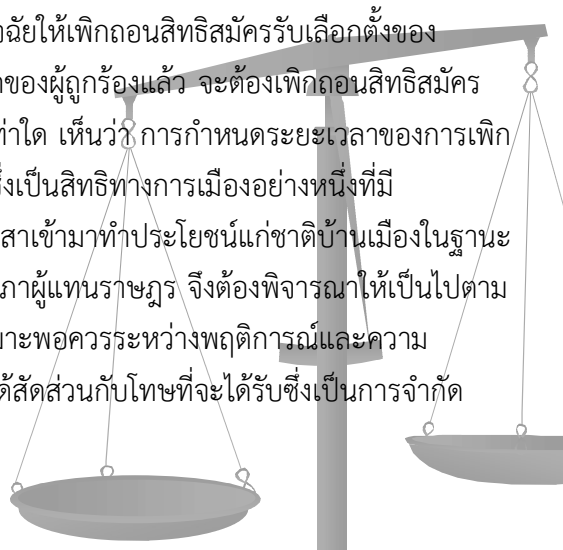 ฉัยให้เพิกถอนสิทธิสมัครรับเลือกตั้งของ
ของผู้ถูกร้องแล้ว จะต้องเพิกถอนสิทธิสมัคร
ท่าใด เห็นว่า การกำหนดระยะเวลาของการเพิก
ซึ่งเป็นสิทธิทางการเมืองอย่างหนึ่งที่มี
สาเข้ามาทำประโยชน์แก่ชาติบ้านเมืองในฐานะ
ภาผู้แทนราษฎร จึงต้องพิจารณาให้เป็นไปตาม
มาะพอควรระหว่างพฤติการณ์และความ
ด้สัดส่วนกับโทษที่จะได้รับซึ่งเป็นการจำกัด